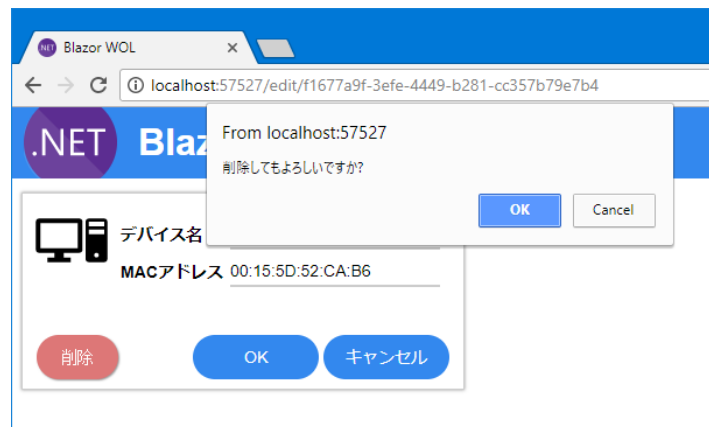 Blazor WOL
localhost:57527/edit/f1677a9f-3efe-4449-b281-cc357b79e7b4
.NET Blaz
From localhost:57527
削除してもよろしいですか?
OK Cancel
デバイス名
MACアドレス 00:15:5D:52:CA:B6
削除 OK キャンセル